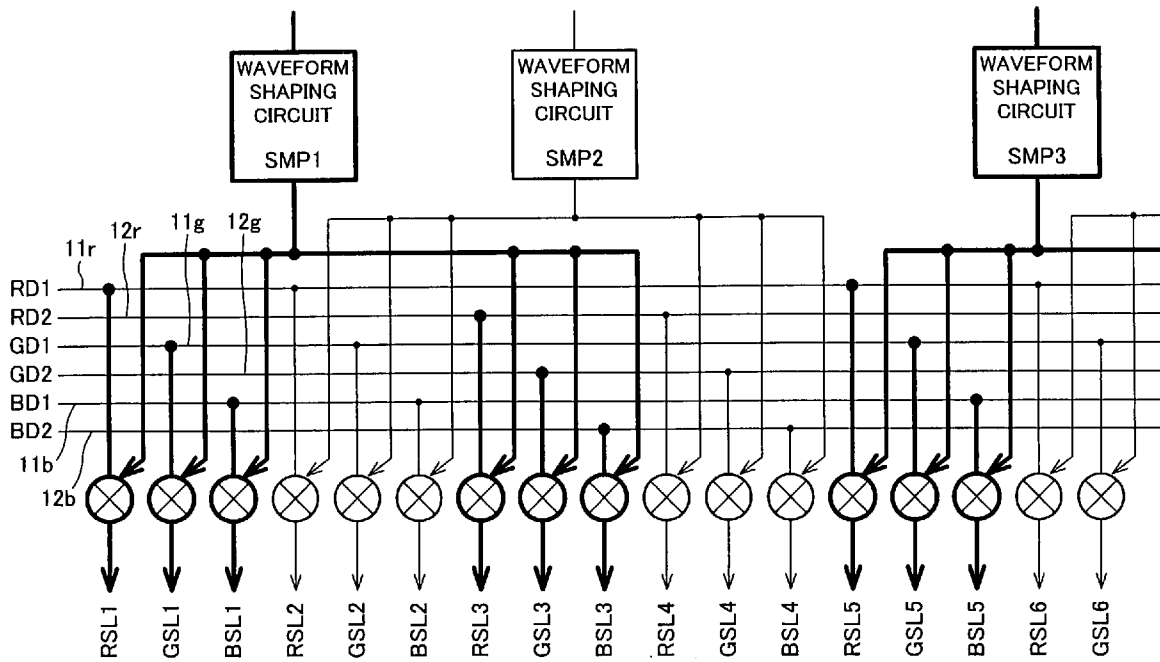 WAVEFORM
SHAPING
CIRCUIT
SMP1
WAVEFORM
SHAPING
CIRCUIT
SMP2
WAVEFORM
SHAPING
CIRCUIT
SMP3
11r
12r
11g
12g
RD1
RD2
GD1
GD2
BD1
BD2
11b
12b
RSL1
GSL1
BSL1
RSL2
GSL2
BSL2
RSL3
GSL3
BSL3
RSL4
GSL4
BSL4
RSL5
GSL5
BSL5
RSL6
GSL6